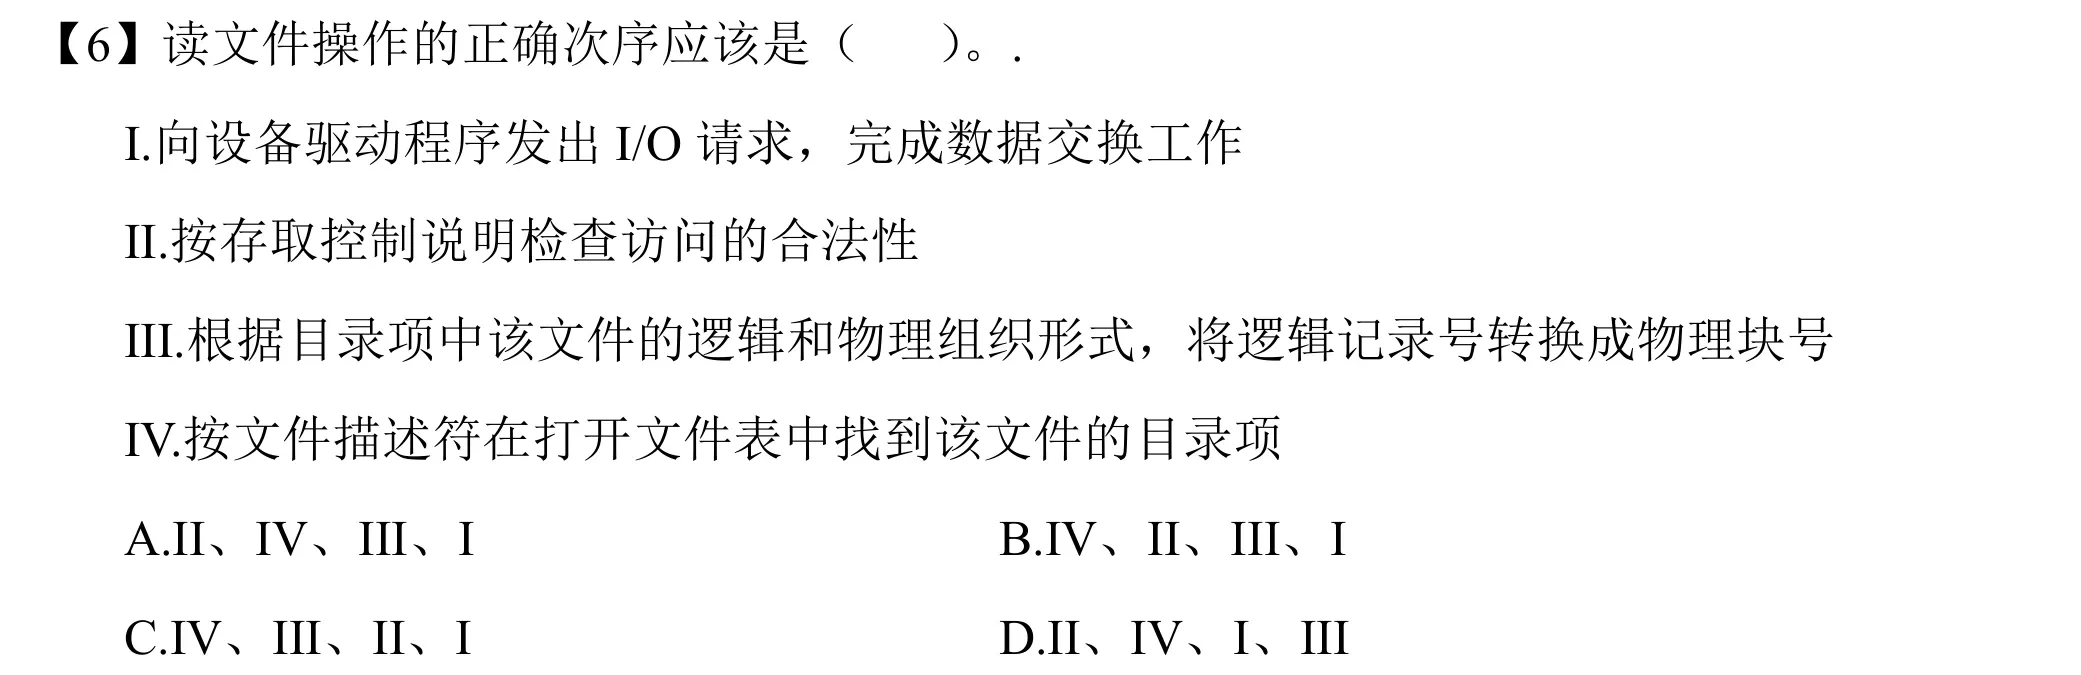 【6】读文件操作的正确次序应该是（ ）。.
I.向设备驱动程序发出 I/O 请求，完成数据交换工作
II.按存取控制说明检查访问的合法性
III.根据目录项中该文件的逻辑和物理组织形式，将逻辑记录号转换成物理块号
IV.按文件描述符在打开文件表中找到该文件的目录项
A.II、IV、III、I B.IV、II、III、I
C.IV、III、II、I D.II、IV、I、III